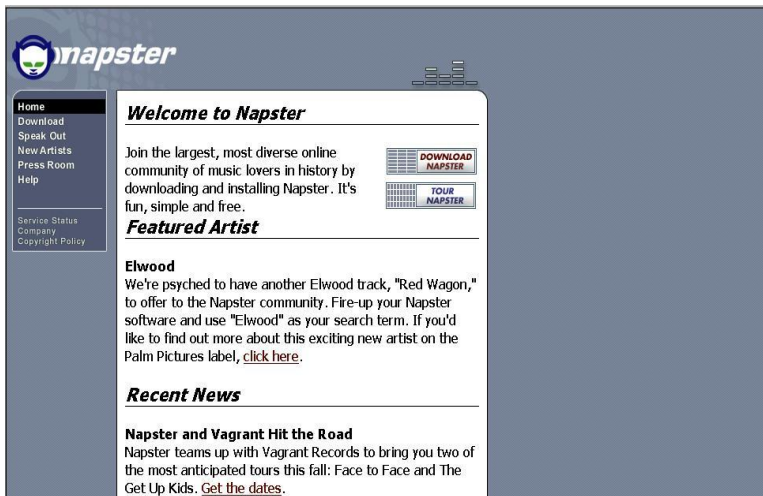 napster
Home
Download
Speak Out
New Artists
Press Room
Help
Service Status
Company
Copyright Policy
Welcome to Napster
Join the largest, most diverse online
community of music lovers in history by
downloading and installing Napster. It's
fun, simple and free.
DOWNLOAD
NAPSTER
TOUR
NAPSTER
Featured Artist
Elwood
We're psyched to have another Elwood track, "Red Wagon,"
to offer to the Napster community. Fire-up your Napster
software and use "Elwood" as your search term. If you'd
like to find out more about this exciting new artist on the
Palm Pictures label, click here.
Recent News
Napster and Vagrant Hit the Road
Napster teams up with Vagrant Records to bring you two of
the most anticipated tours this fall: Face to Face and The
Get Up Kids. Get the dates.